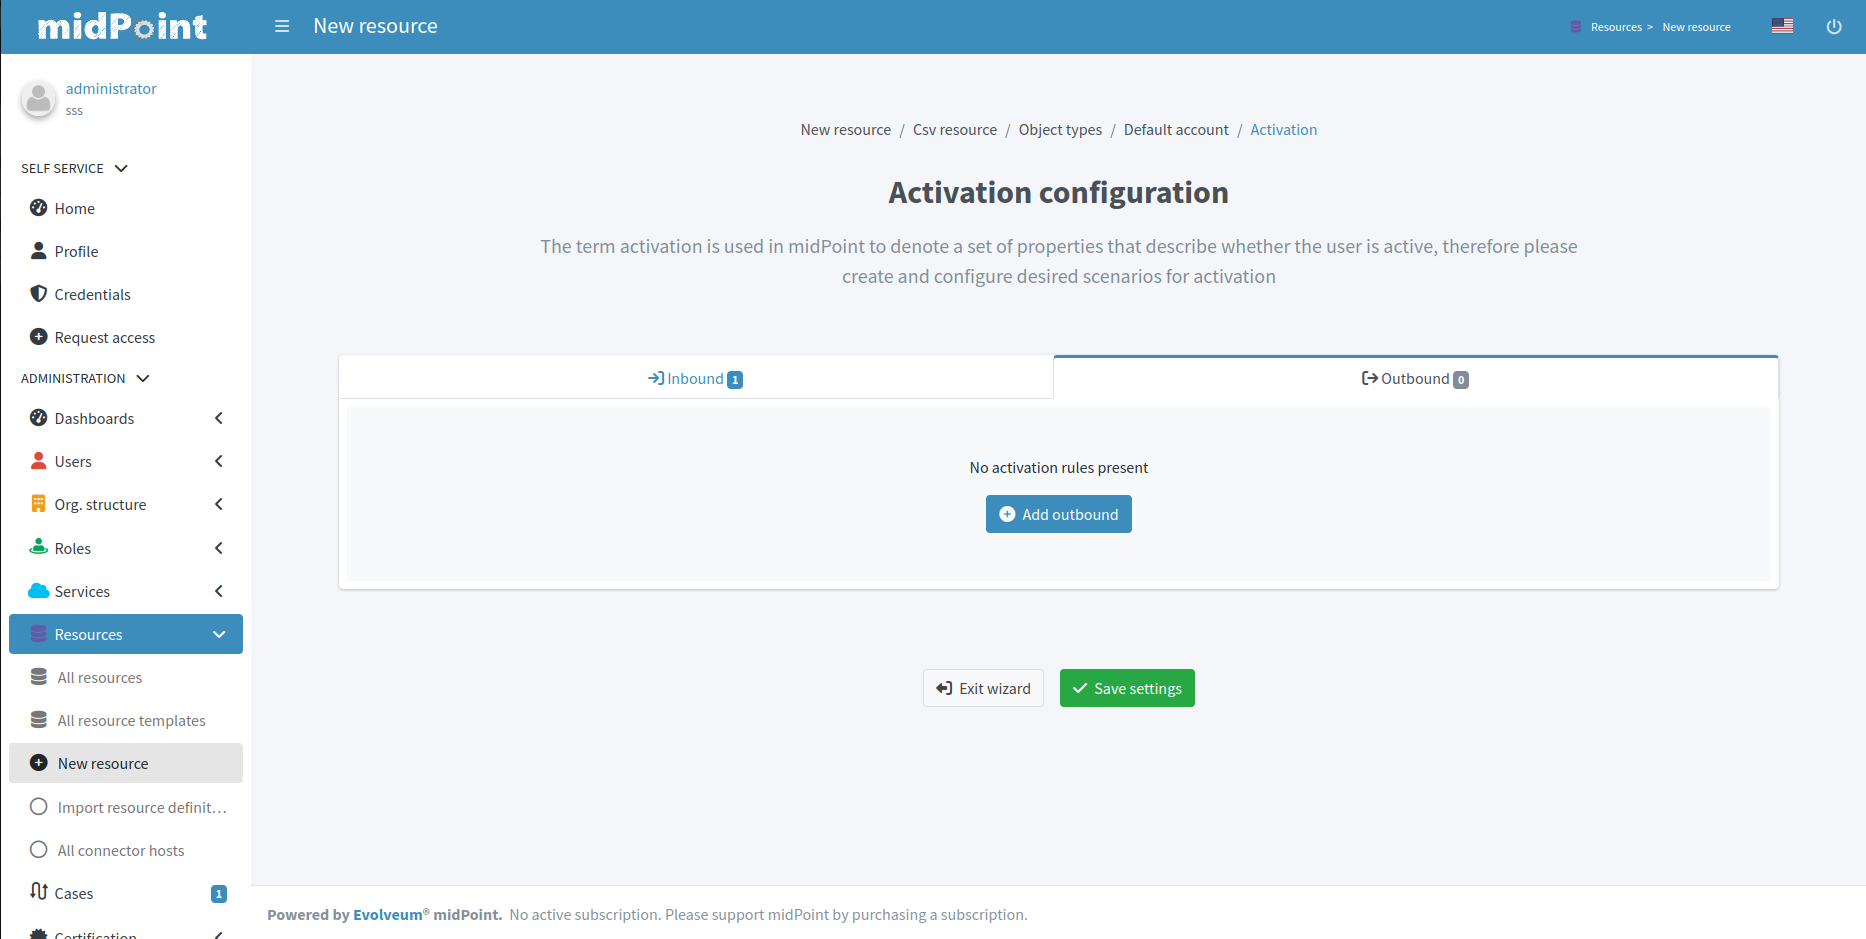 midPoint
New resource
Resources > New resource
administrator
sss
SELF SERVICE
Home
Profile
Credentials
Request access
ADMINISTRATION
Dashboards
Users
Org. structure
Roles
Services
Resources
All resources
All resource templates
New resource
Import resource definit...
All connector hosts
Cases 1
Certification
New resource / Csv resource / Object types / Default account / Activation
Activation configuration
The term activation is used in midPoint to denote a set of properties that describe whether the user is active, therefore please
create and configure desired scenarios for activation
Inbound 1
Outbound 0
No activation rules present
Add outbound
Exit wizard
Save settings
Powered by Evolveum® midPoint. No active subscription. Please support midPoint by purchasing a subscription.